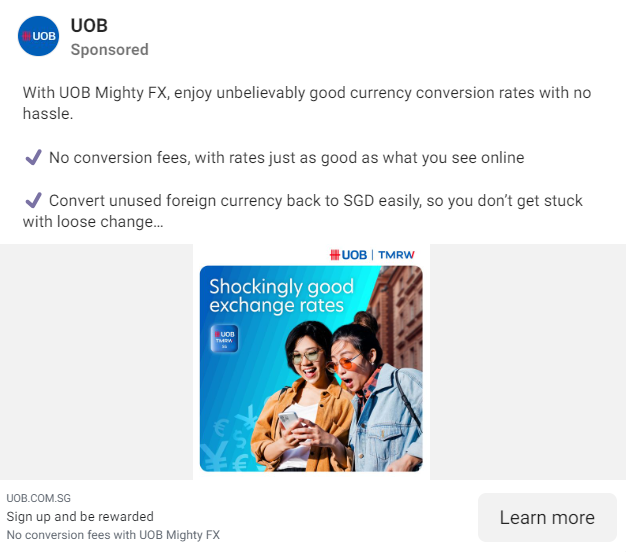 UOB
UOB
Sponsored
With UOB Mighty FX, enjoy unbelievably good currency conversion rates with no
hassle.
No conversion fees, with rates just as good as what you see online
Convert unused foreign currency back to SGD easily, so you don’t get stuck
with loose change…
UOB | TMRW
Shockingly good
exchange rates
UOB
TMRW
SG
UOB.COM.SG
Sign up and be rewarded
No conversion fees with UOB Mighty FX
Learn more